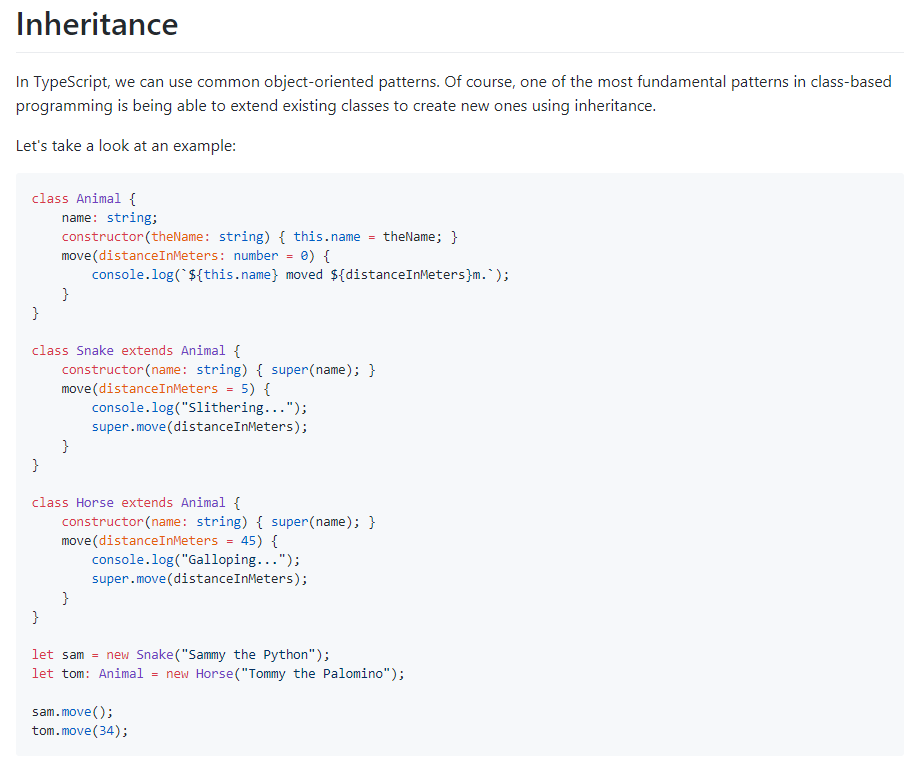 Inheritance
In TypeScript, we can use common object-oriented patterns. Of course, one of the most fundamental patterns in class-based
programming is being able to extend existing classes to create new ones using inheritance.
Let's take a look at an example:
class Animal {
    name: string;
    constructor(theName: string) { this.name = theName; }
    move(distanceInMeters: number = 0) {
        console.log(`${this.name} moved ${distanceInMeters}m.`);
    }
}

class Snake extends Animal {
    constructor(name: string) { super(name); }
    move(distanceInMeters = 5) {
        console.log("Slithering...");
        super.move(distanceInMeters);
    }
}

class Horse extends Animal {
    constructor(name: string) { super(name); }
    move(distanceInMeters = 45) {
        console.log("Galloping...");
        super.move(distanceInMeters);
    }
}

let sam = new Snake("Sammy the Python");
let tom: Animal = new Horse("Tommy the Palomino");

sam.move();
tom.move(34);